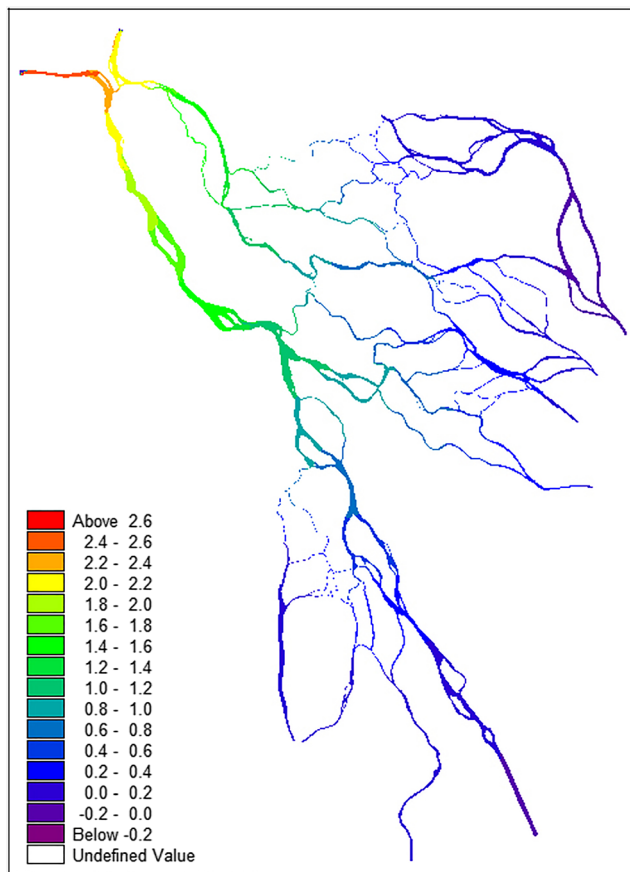 Above 2.6
2.4 - 2.6
2.2 - 2.4
2.0 - 2.2
1.8 - 2.0
1.6 - 1.8
1.4 - 1.6
1.2 - 1.4
1.0 - 1.2
0.8 - 1.0
0.6 - 0.8
0.4 - 0.6
0.2 - 0.4
0.0 - 0.2
-0.2 - 0.0
Below -0.2
Undefined Value